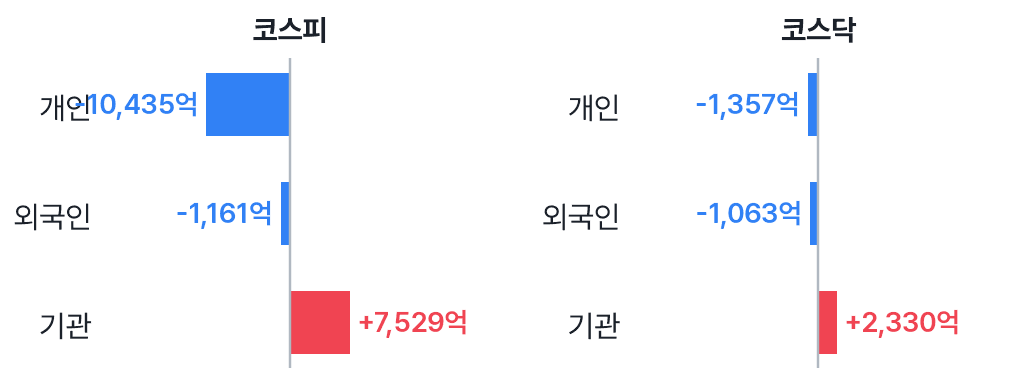 코스피
개인 -10,435억
외국인 -1,161억
기관 +7,529억
코스닥
개인 -1,357억
외국인 -1,063억
기관 +2,330억